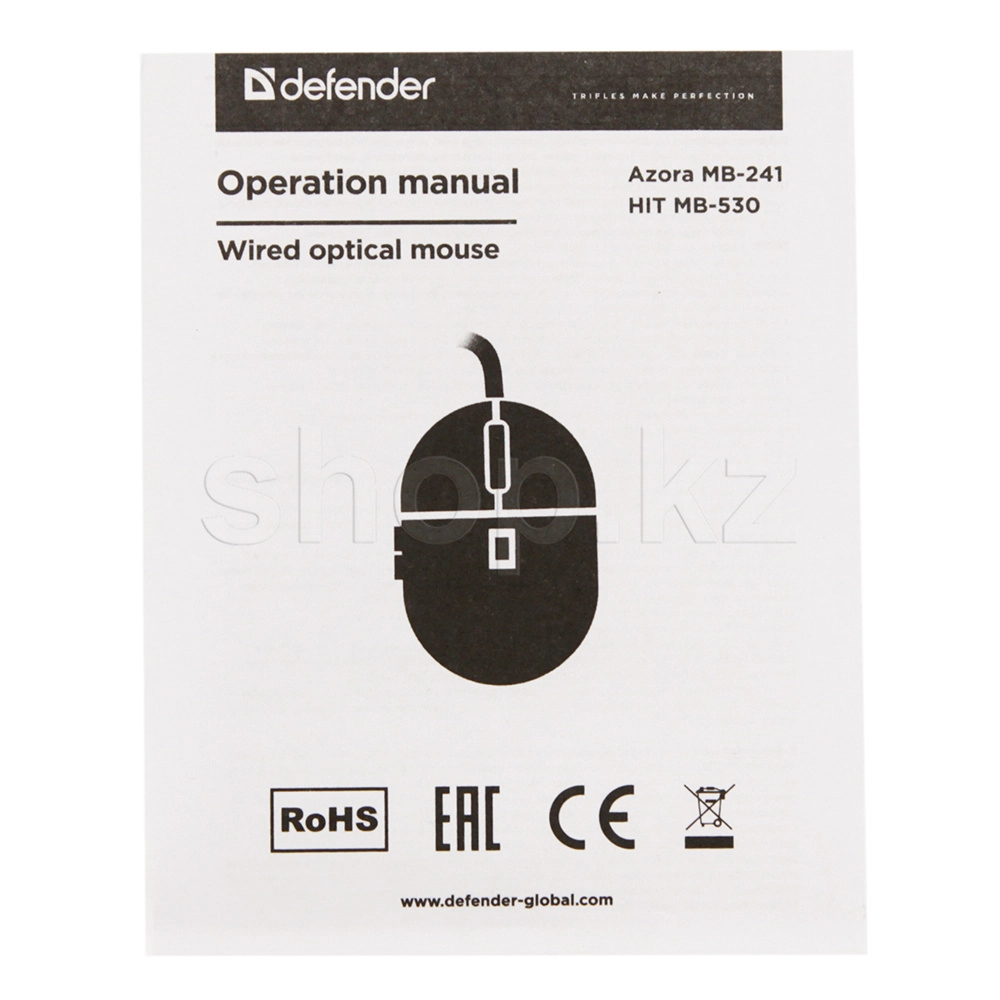 defender
TRIFLES MAKE PERFECTION
Operation manual
Azora MB-241
HIT MB-530
Wired optical mouse
shop.kz
RoHS EAC CE
www.defender-global.com